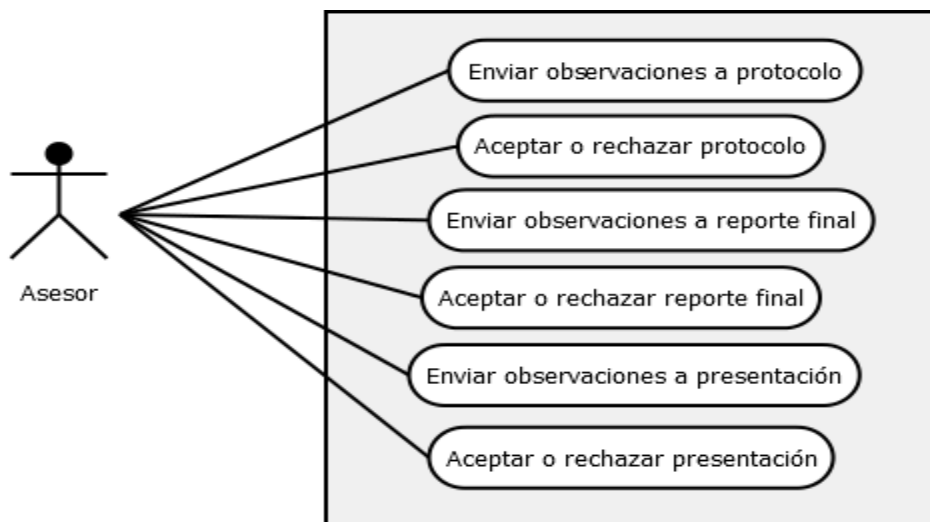 Enviar observaciones a protocolo
Aceptar o rechazar protocolo
Enviar observaciones a reporte final
Asesor
Aceptar o rechazar reporte final
Enviar observaciones a presentación
Aceptar o rechazar presentación